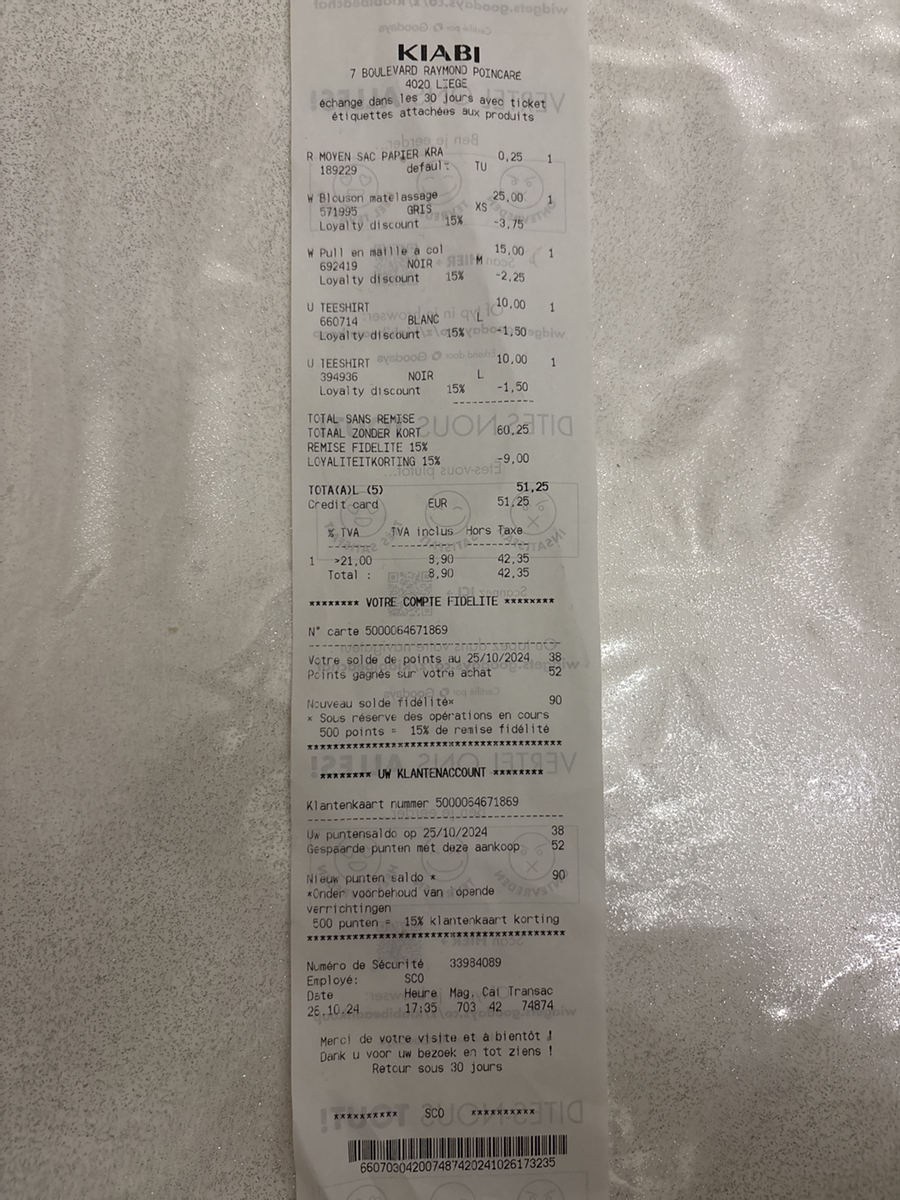 KIABI
7 BOULEVARD RAYMOND POINCARÉ
4020 LIEGE
échange dans les 30 jours avec ticket
étiquettes attachées aux produits
R MOYEN SAC PAPIER KRA 0,25 1
189229 default TU
W Blouson matelassage 25,00 1
571995 GRIS XS
Loyalty discount 15% -3,75
W Pull en maille à col 15,00 1
692419 NOIR M
Loyalty discount 15% -2,25
U TEESHIRT 10,00 1
660714 BLANC L
Loyalty discount 15% -1,50
U TEESHIRT 10,00 1
394936 NOIR L
Loyalty discount 15% -1,50
--------------
TOTAL SANS REMISE
TOTAAL ZONDER KORT 60,25
REMISE FIDELITE 15%
LOYALITEITKORTING 15% -9,00
TOTA(A)L (5) 51,25
Credit card EUR 51,25
% TVA TVA inclus Hors Taxe
1 >21,00 8,90 42,35
Total : 8,90 42,35
******** VOTRE COMPTE FIDELITE ********
N° carte 5000064671869
Votre solde de points au 25/10/2024 38
Points gagnés sur votre achat 52
Nouveau solde fidélité* 90
* Sous réserve des opérations en cours
500 points = 15% de remise fidélité
*****************************************
******** UW KLANTENACCOUNT ********
Klantenkaart nummer 5000064671869
Uw puntensaldo op 25/10/2024 38
Gespaarde punten met deze aankoop 52
Nieuw punten saldo * 90
*Onder voorbehoud van lopende
verrichtingen
500 punten = 15% klantenkaart korting
*****************************************
Numéro de Sécurité 33984089
Employé: SCO
Date Heure Mag. Cai Transac
26.10.24 17:35 703 42 74874
Merci de votre visite et à bientôt !
Dank u voor uw bezoek en tot ziens !
Retour sous 30 jours
********** SCO **********
66070304200748742024102617323​5